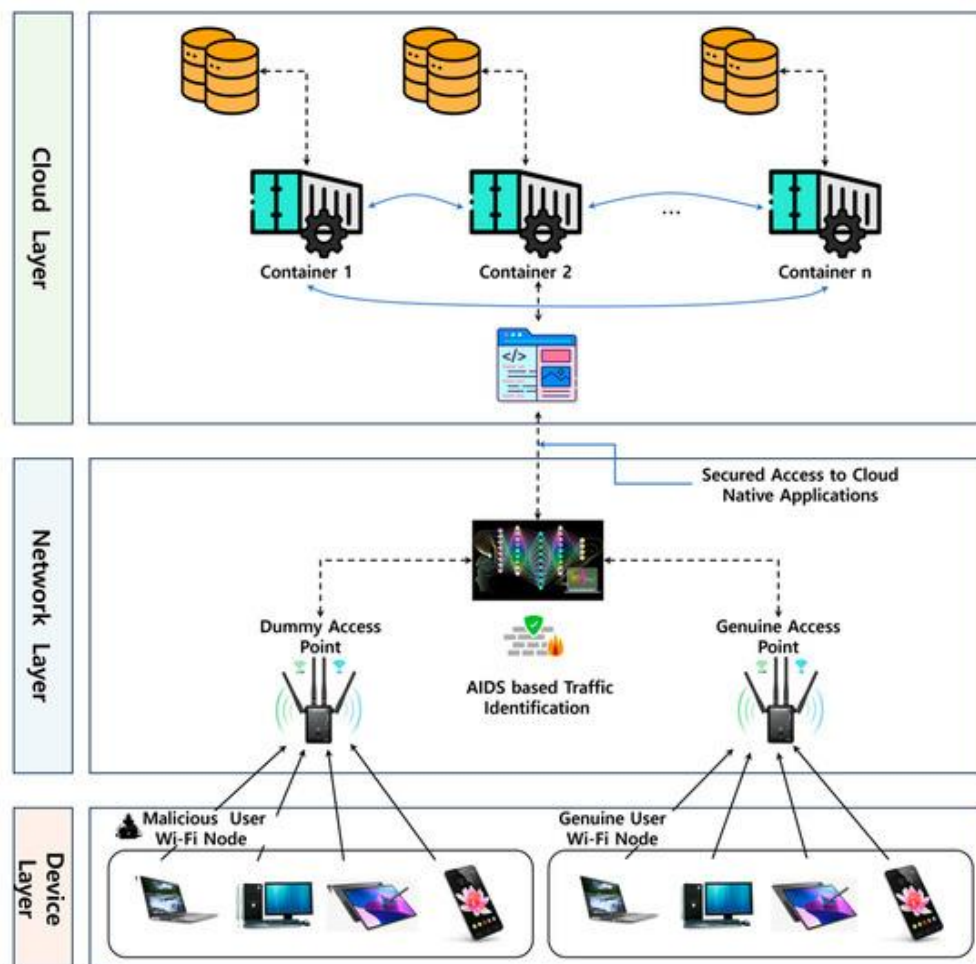 Cloud Layer
Container 1
Container 2
...
Container n
</>
Network Layer
Secured Access to Cloud
Native Applications
Dummy Access
Point
Genuine Access
Point
AIDS based Traffic
Identification
Device
Layer
Malicious User
Wi-Fi Node
Genuine User
Wi-Fi Node